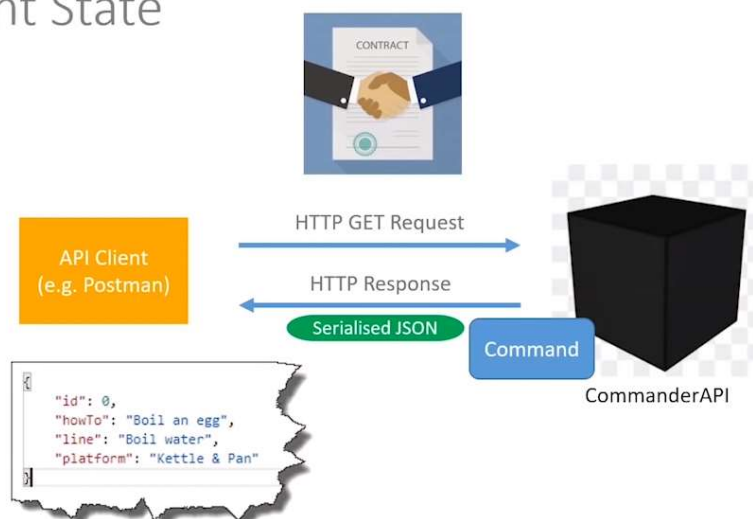 nt State
CONTRACT
HTTP GET Request
API Client
(e.g. Postman)
HTTP Response
Serialised JSON
Command
CommanderAPI
{
"id": 0,
"howTo": "Boil an egg",
"line": "Boil water",
"platform": "Kettle & Pan"
}